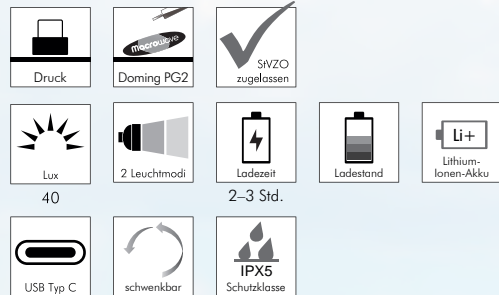 Druck
Macrowave
Doming PG2
StVZO
zugelassen
Lux
40
2 Leuchtmodi
Ladezeit
2–3 Std.
Ladestand
Li+
Lithium-
Ionen-Akku
USB Typ C
schwenkbar
IPX5
Schutzklasse